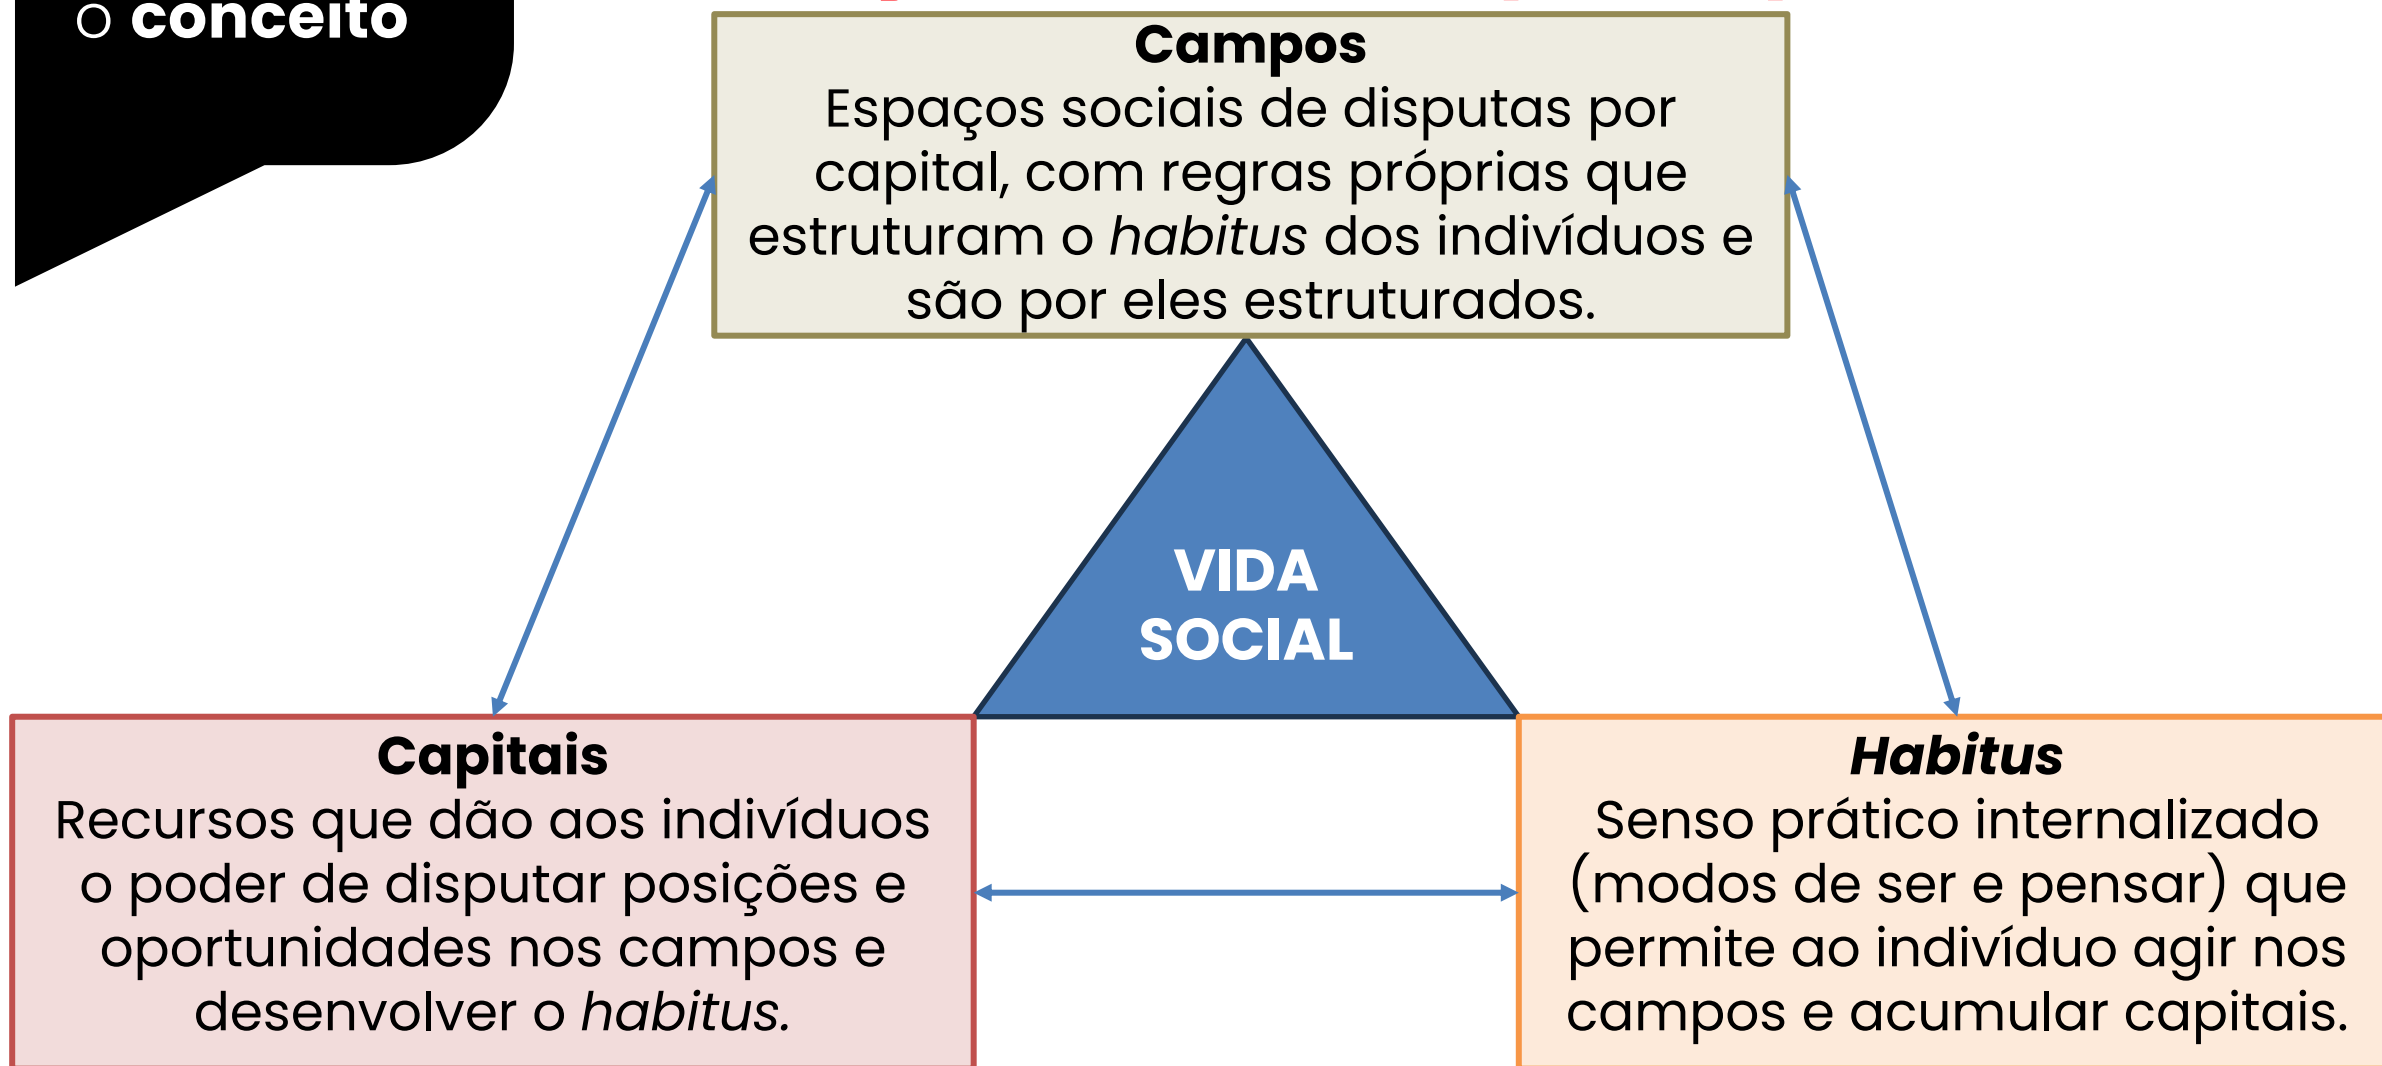 o conceito
Campos
Espaços sociais de disputas por
capital, com regras próprias que
estruturam o habitus dos indivíduos e
são por eles estruturados.
VIDA
SOCIAL
Capitais
Recursos que dão aos indivíduos
o poder de disputar posições e
oportunidades nos campos e
desenvolver o habitus.
Habitus
Senso prático internalizado
(modos de ser e pensar) que
permite ao indivíduo agir nos
campos e acumular capitais.